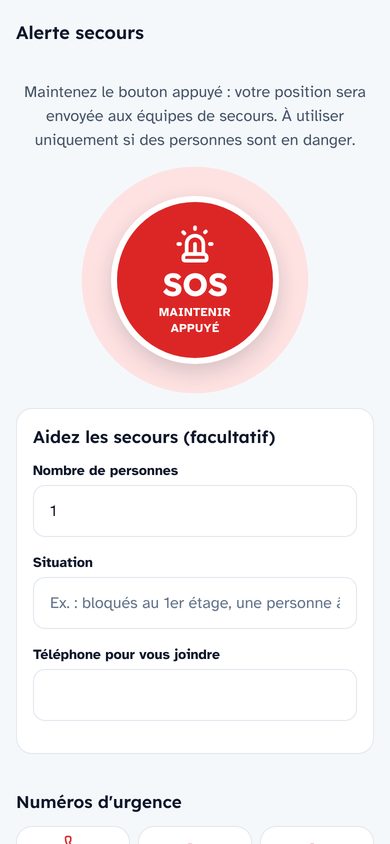 Alerte secours
Maintenez le bouton appuyé : votre position sera
envoyée aux équipes de secours. À utiliser
uniquement si des personnes sont en danger.
SOS
MAINTENIR
APPUYÉ
Aidez les secours (facultatif)
Nombre de personnes
1
Situation
Ex. : bloqués au 1er étage, une personne
Téléphone pour vous joindre
Numéros d'urgence